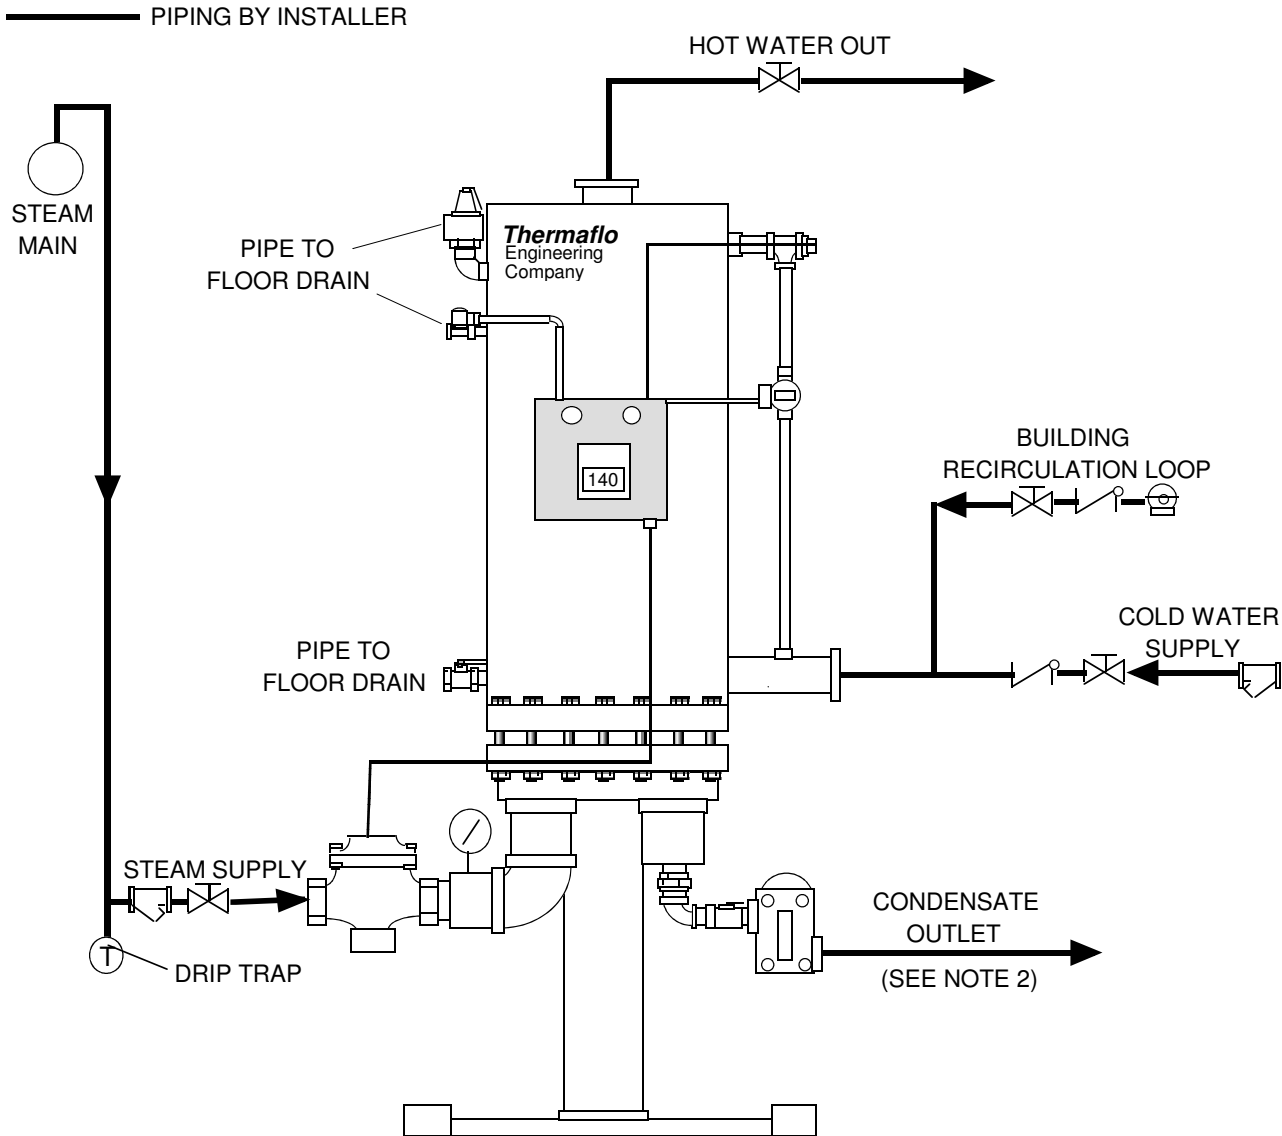 PIPING BY INSTALLER
HOT WATER OUT
STEAM
MAIN
PIPE TO
FLOOR DRAIN
Thermaflo
Engineering
Company
140
BUILDING
RECIRCULATION LOOP
COLD WATER
SUPPLY
PIPE TO
FLOOR DRAIN
STEAM SUPPLY
T
DRIP TRAP
CONDENSATE
OUTLET
(SEE NOTE 2)